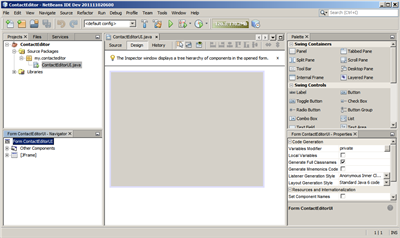 ContactEditor - NetBeans IDE Dev 201111020600
File Edit View Navigate Source Refactor Run Debug Profile Team Tools Window Help
Search (Ctrl+I)
<default config>
Projects Files Services
ContactEditor
Source Packages
my.contacteditor
ContactEditorUI.java
Libraries
Form ContactEditorUI - Navigator
Form ContactEditorUI
Other Components
[JFrame]
ContactEditorUI.java
Source Design History
The Inspector window displays a tree hierarchy of components in the opened form.
Palette
Swing Containers
Panel Tabbed Pane
Split Pane Scroll Pane
Tool Bar Desktop Pane
Internal Frame Layered Pane
Swing Controls
Label Button
Toggle Button Check Box
Radio Button Button Group
Combo Box List
Text Field Text Area
Form ContactEditorUI - Properties
Code Generation
Variables Modifier private
Local Variables
Generate Full Classnames
Generate Mnemonics Code
Listener Generation Style Anonymous Inner Cl...
Layout Generation Style Standard Java 6 code
Resources and Internationalization
Set Component Names
Form ContactEditorUI
1 | 1 INS